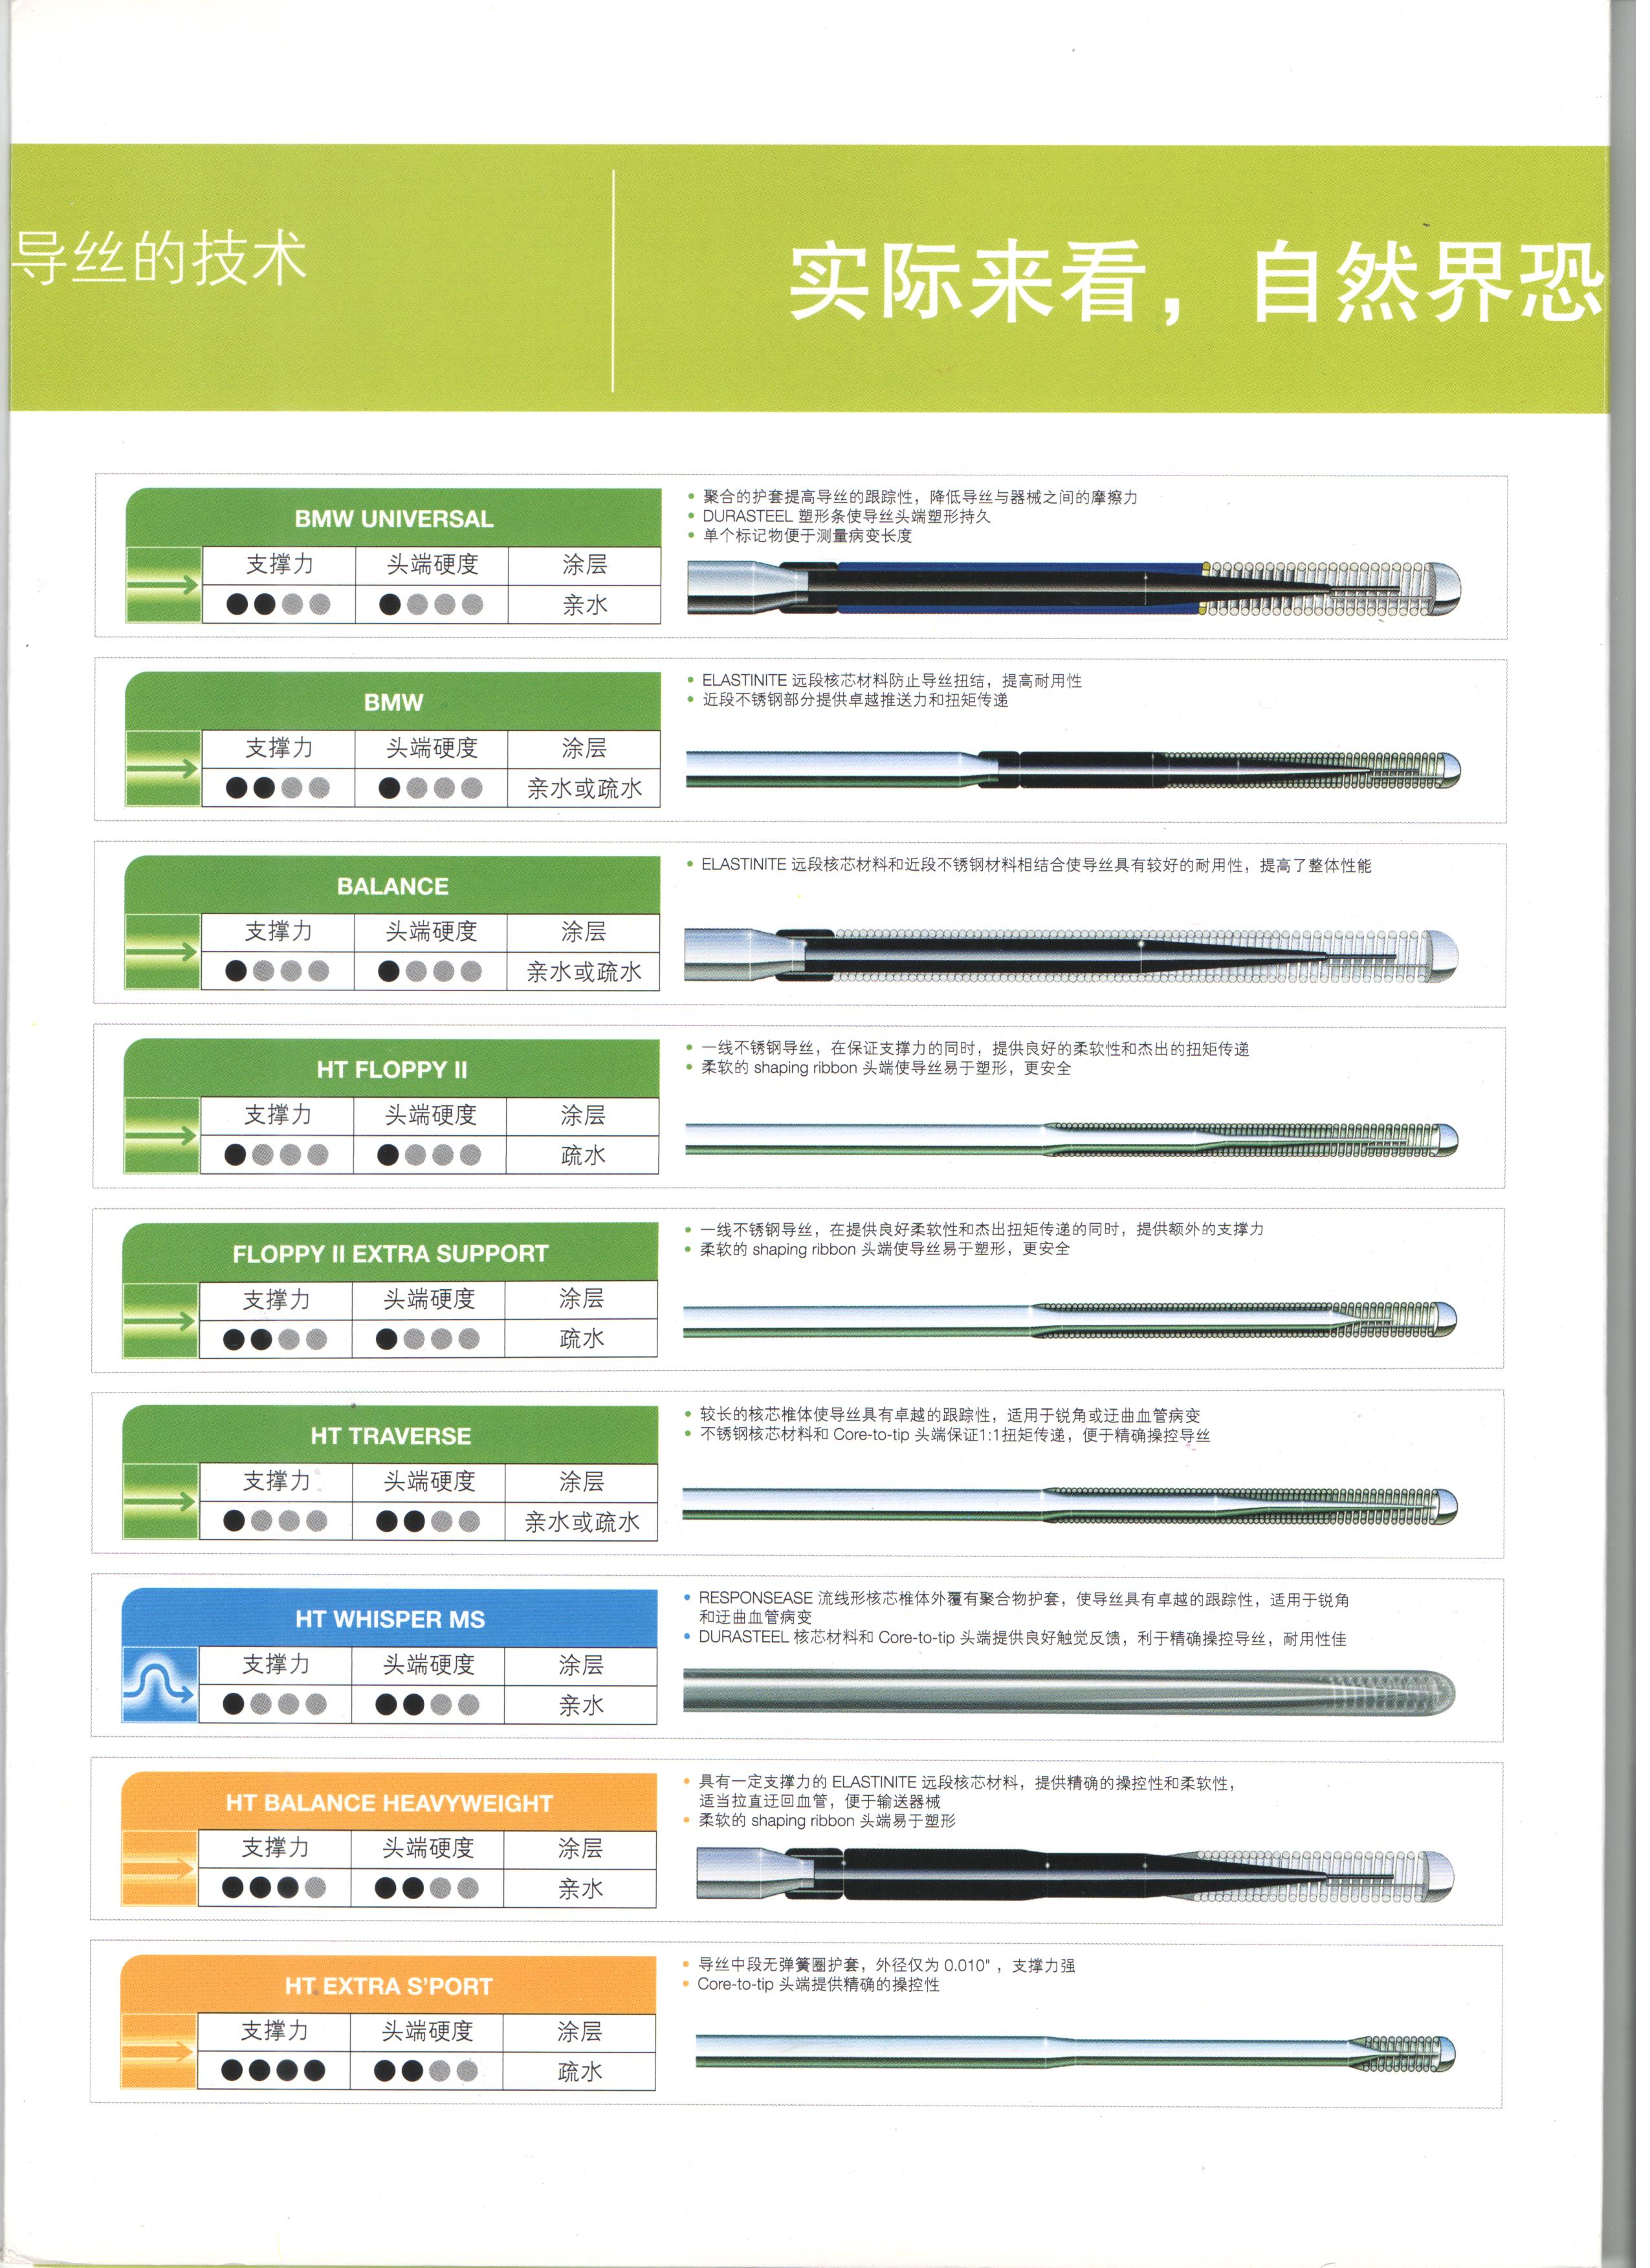 导丝的技术
实际来看，自然界恐
BMW UNIVERSAL
支撑力 头端硬度 涂层
亲水
• 聚合的护套提高导丝的跟踪性，降低导丝与器械之间的摩擦力
• DURASTEEL 塑形条使导丝头端塑形持久
• 单个标记物便于测量病变长度
BMW
支撑力 头端硬度 涂层
亲水或疏水
• ELASTINITE 远段核芯材料防止导丝扭结，提高耐用性
• 近段不锈钢部分提供卓越推送力和扭矩传递
BALANCE
支撑力 头端硬度 涂层
亲水或疏水
• ELASTINITE 远段核芯材料和近段不锈钢材料相结合使导丝具有较好的耐用性，提高了整体性能
HT FLOPPY II
支撑力 头端硬度 涂层
疏水
• 一线不锈钢导丝，在保证支撑力的同时，提供良好的柔软性和杰出的扭矩传递
• 柔软的 shaping ribbon 头端使导丝易于塑形，更安全
FLOPPY II EXTRA SUPPORT
支撑力 头端硬度 涂层
疏水
• 一线不锈钢导丝，在提供良好柔软性和杰出扭矩传递的同时，提供额外的支撑力
• 柔软的 shaping ribbon 头端使导丝易于塑形，更安全
HT TRAVERSE
支撑力 头端硬度 涂层
亲水或疏水
• 较长的核芯椎体使导丝具有卓越的跟踪性，适用于锐角或迂曲血管病变
• 不锈钢核芯材料和 Core-to-tip 头端保证1:1扭矩传递，便于精确操控导丝
HT WHISPER MS
支撑力 头端硬度 涂层
亲水
• RESPONSEASE 流线形核芯椎体外覆有聚合物护套，使导丝具有卓越的跟踪性，适用于锐角
和迂曲血管病变
• DURASTEEL 核芯材料和 Core-to-tip 头端提供良好触觉反馈，利于精确操控导丝，耐用性佳
HT BALANCE HEAVYWEIGHT
支撑力 头端硬度 涂层
亲水
• 具有一定支撑力的 ELASTINITE 远段核芯材料，提供精确的操控性和柔软性，
适当拉直迂回血管，便于输送器械
• 柔软的 shaping ribbon 头端易于塑形
HT EXTRA S'PORT
支撑力 头端硬度 涂层
疏水
• 导丝中段无弹簧圈护套，外径仅为 0.010"，支撑力强
• Core-to-tip 头端提供精确的操控性